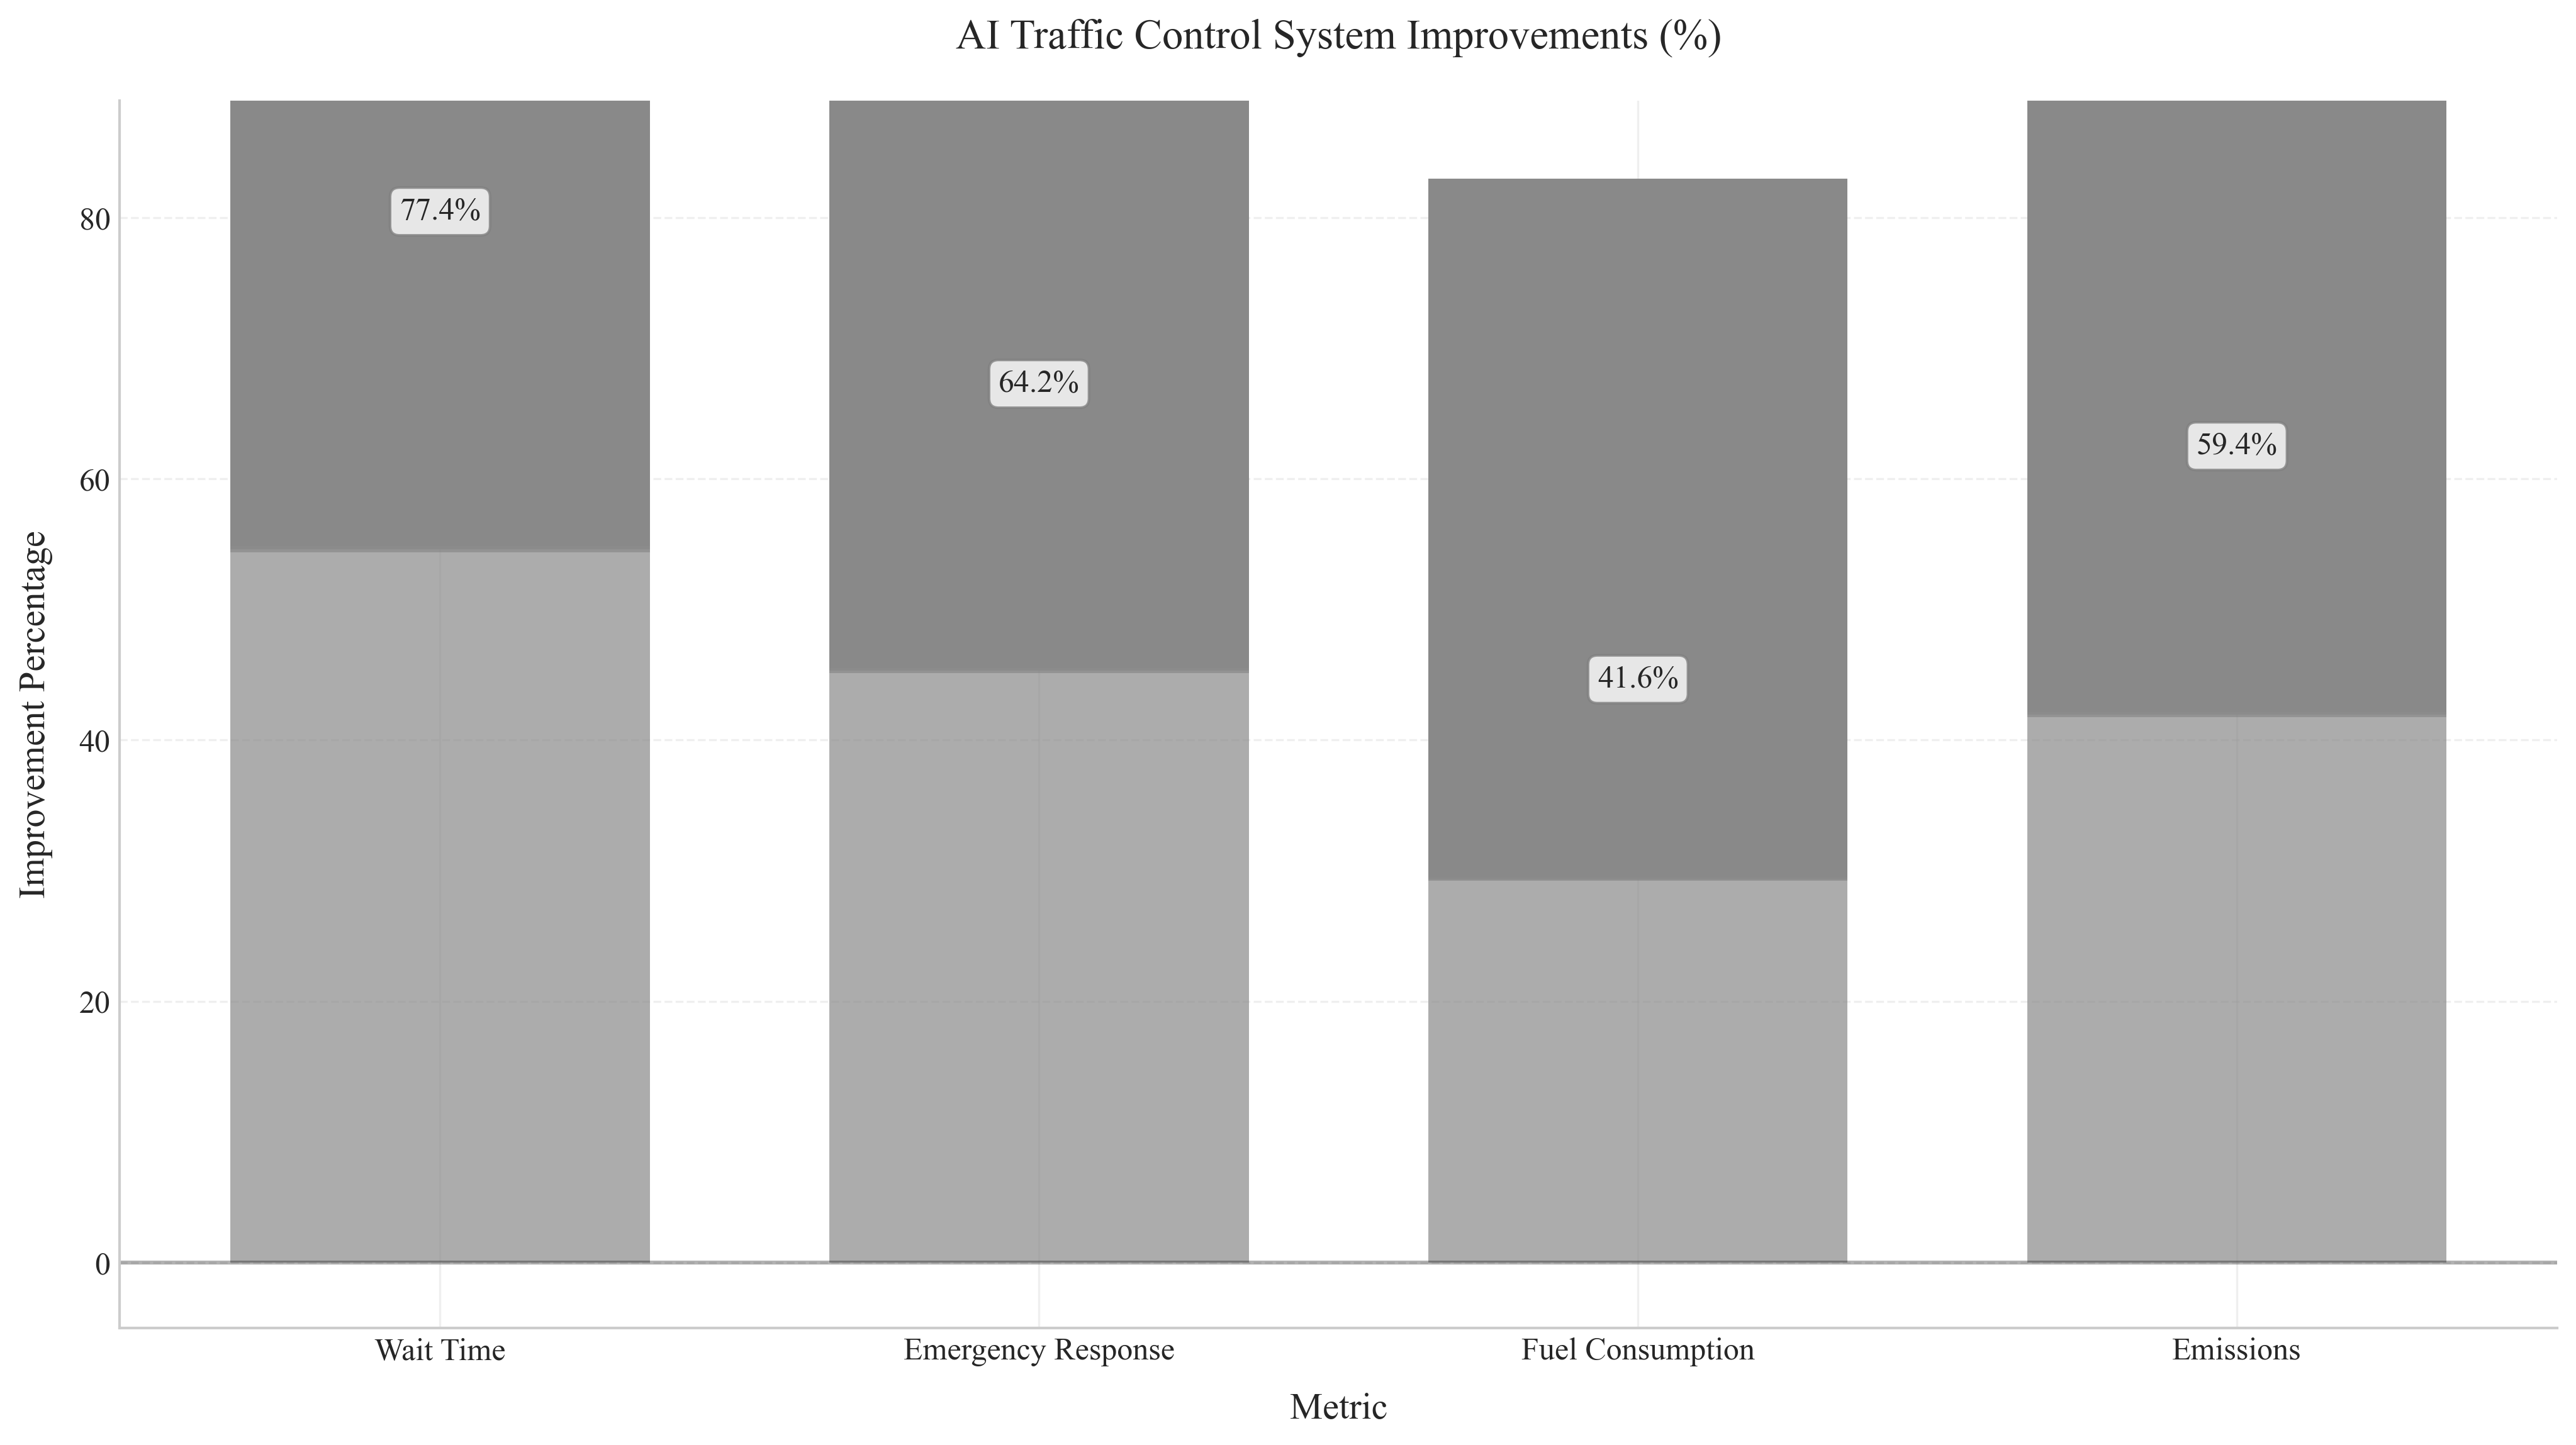 AI Traffic Control System Improvements (%)
Improvement Percentage
80
60
40
20
0
77.4%
64.2%
41.6%
59.4%
Wait Time
Emergency Response
Fuel Consumption
Emissions
Metric